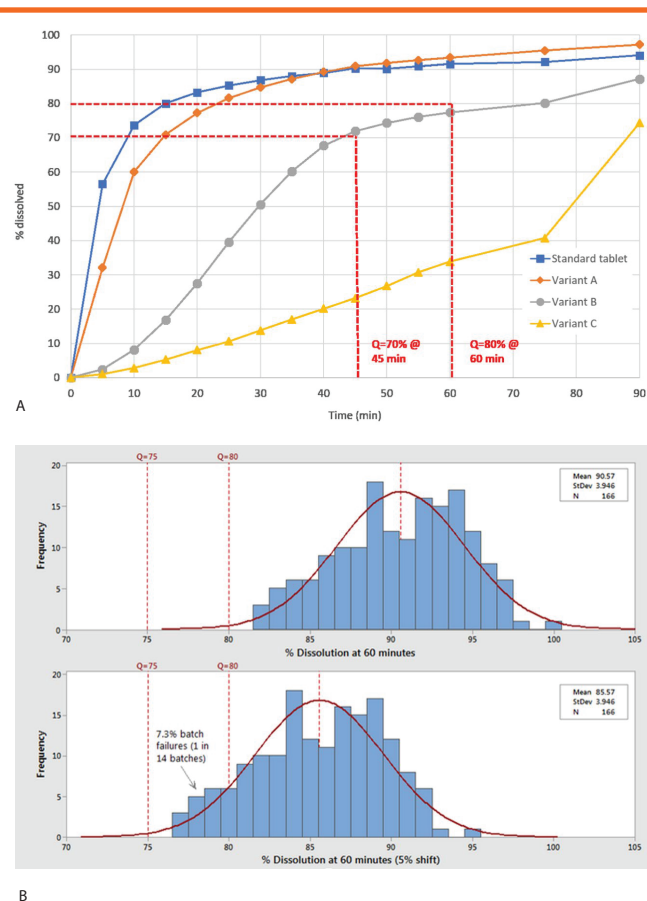 100
90
80
70
60
50
40
30
20
10
0
% dissolved
Standard tablet
Variant A
Variant B
Variant C
Q=70% @
45 min
Q=80% @
60 min
0 10 20 30 40 50 60 70 80 90
Time (min)
A
Q=75 Q=80
20
15
10
5
0
Frequency
Mean 90.57
StDev 3.946
N 166
70 75 80 85 90 95 100 105
% Dissolution at 60 minutes
Q=75 Q=80
20
15
10
5
0
Frequency
7.3% batch
failures (1 in
14 batches)
Mean 85.57
StDev 3.946
N 166
70 75 80 85 90 95 100 105
% Dissolution at 60 minutes (5% shift)
B